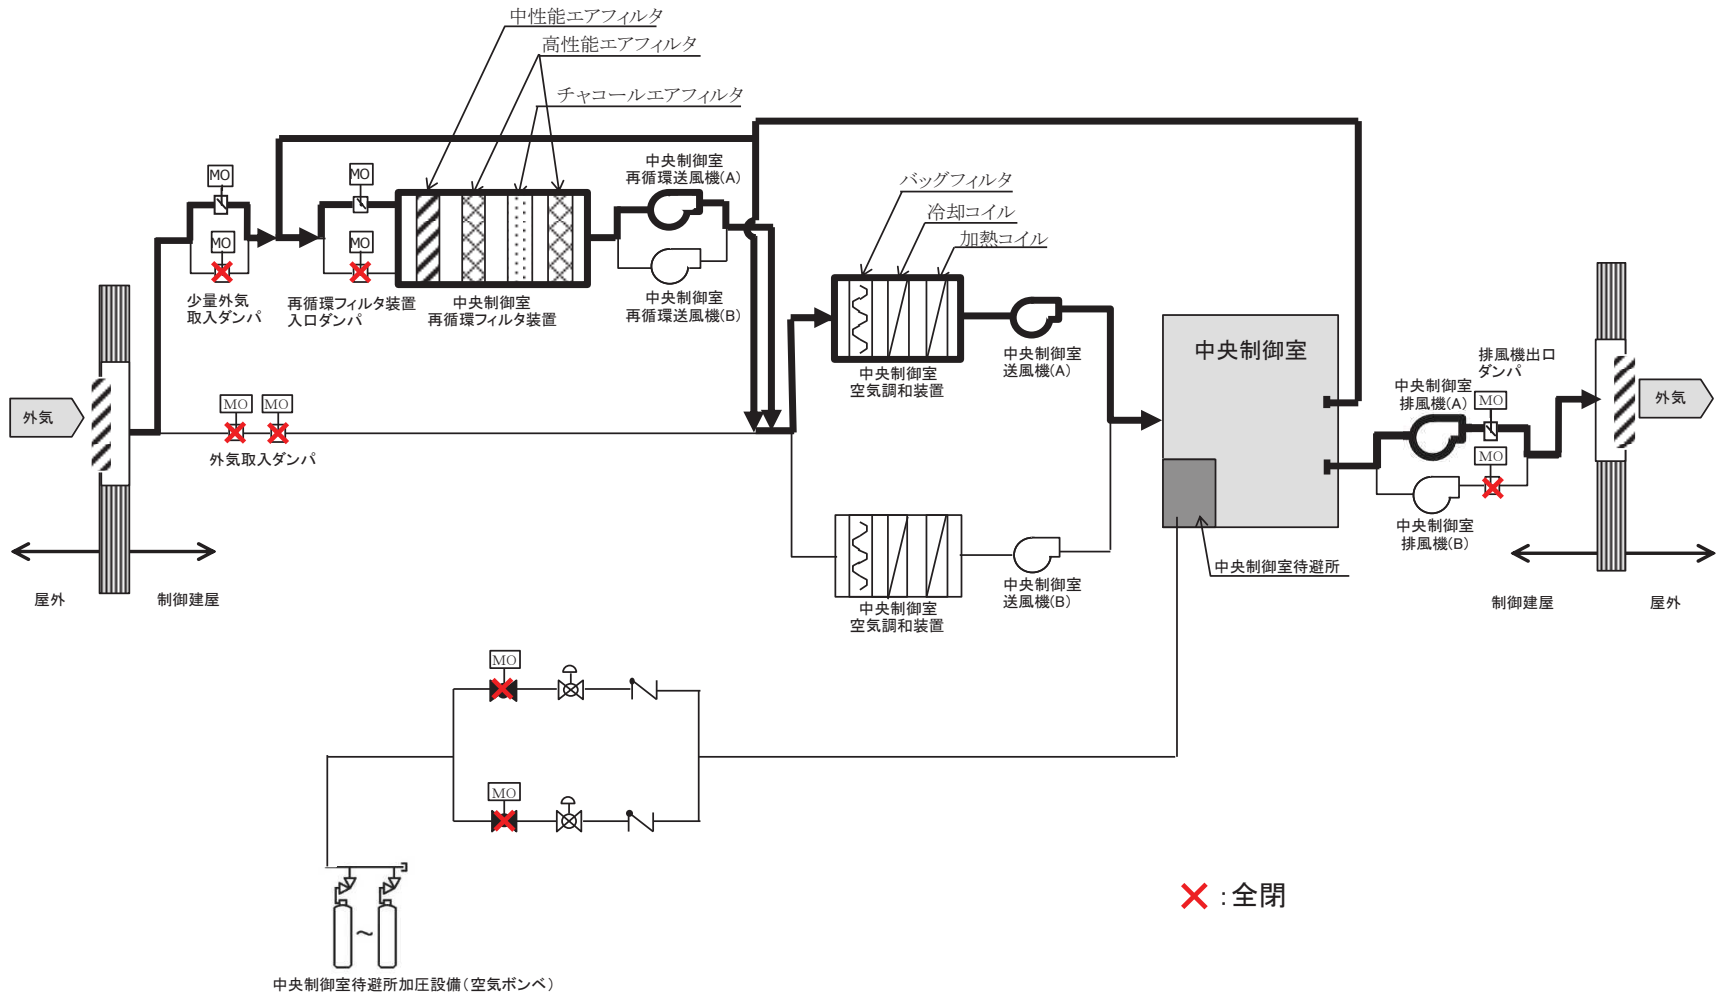 中性能エアフィルタ
高性能エアフィルタ
チャコールエアフィルタ
MO
MO
MO
MO
中央制御室
再循環送風機(A)
バッグフィルタ
冷却コイル
加熱コイル
少量外気
取入ダンパ
再循環フィルタ装置
入口ダンパ
中央制御室
再循環フィルタ装置
中央制御室
再循環送風機(B)
中央制御室
空気調和装置
中央制御室
送風機(A)
中央制御室
排風機出口
ダンパ
中央制御室
排風機(A)
MO
MO
外気
外気
MO
MO
外気取入ダンパ
中央制御室
排風機(B)
中央制御室待避所
中央制御室
空気調和装置
中央制御室
送風機(B)
屋外
制御建屋
制御建屋
屋外
MO
MO
:全閉
~
中央制御室待避所加圧設備(空気ボンベ)